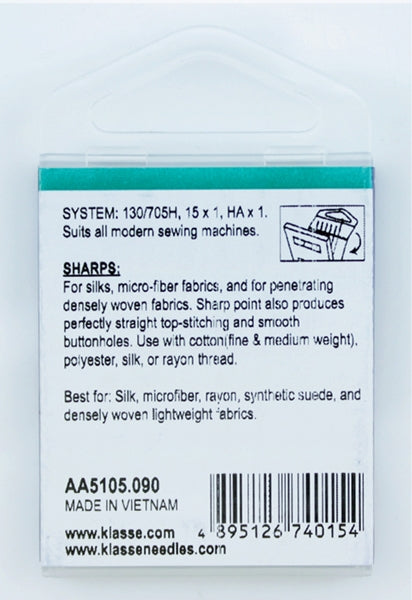 SYSTEM: 130/705H, 15 x 1, HA x 1.
Suits all modern sewing machines.
SHARPS:
For silks, micro-fiber fabrics, and for penetrating
densely woven fabrics. Sharp point also produces
perfectly straight top-stitching and smooth
buttonholes. Use with cotton(fine & medium weight),
polyester, silk, or rayon thread.
Best for: Silk, microfiber, rayon, synthetic suede, and
densely woven lightweight fabrics.
AA5105.090
MADE IN VIETNAM
www.klasse.com
www.klasseneedles.com
4 895126 740154